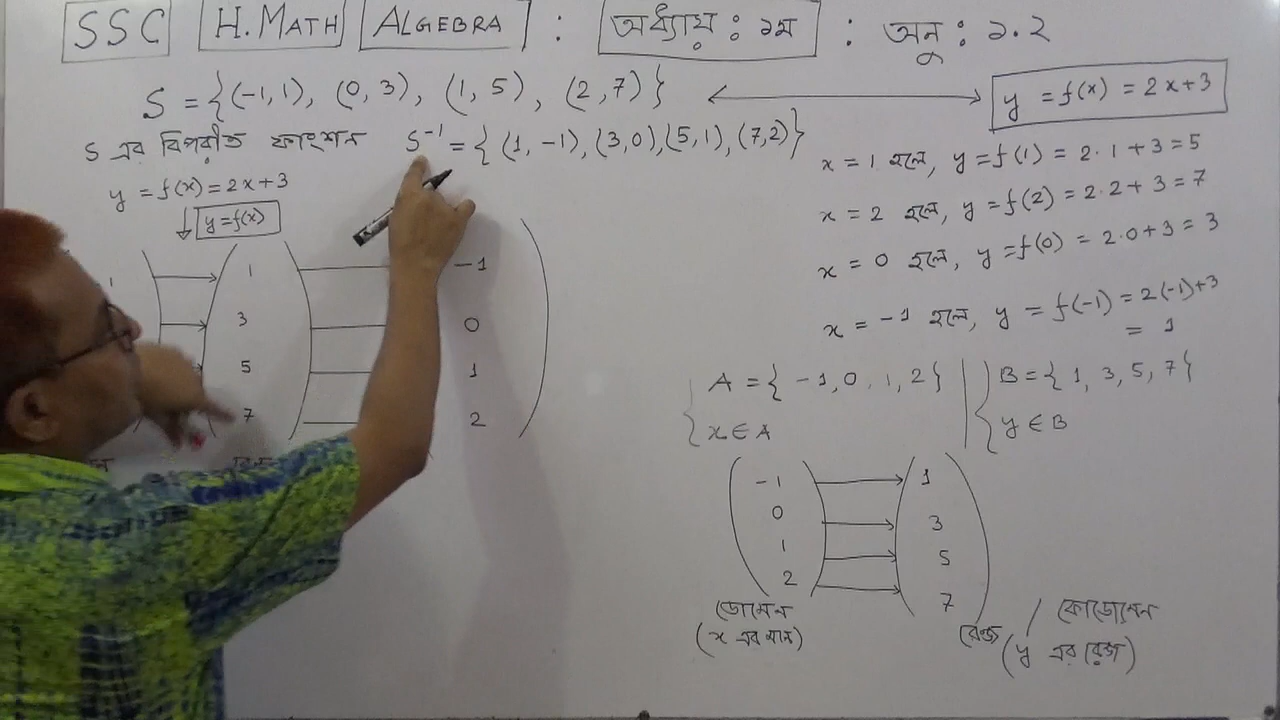 SSC H. MATH ALGEBRA : অধ্যায় : ১ম : অনু : ১.২
S = {(-1, 1), (0, 3), (1, 5), (2, 7)} ⟷ y = f(x) = 2x+3
S এর বিপরীত ফাংশন S⁻¹ = {(1, -1), (3,0), (5,1), (7,2)}
y = f(x) = 2x+3
y = f(x)
1 -1
3 0
5 1
7 2
x = 1 হলে, y = f(1) = 2·1+3 = 5
x = 2 হলে, y = f(2) = 2·2+3 = 7
x = 0 হলে, y = f(0) = 2·0+3 = 3
x = -1 হলে, y = f(-1) = 2(-1)+3
= 1
A = {-1, 0, 1, 2} B = {1, 3, 5, 7}
x ∈ A y ∈ B
-1 1
0 3
1 5
2 7
ডোমেন রেঞ্জ / কোডোমেন
(x এর মান) (y এর রেঞ্জ)